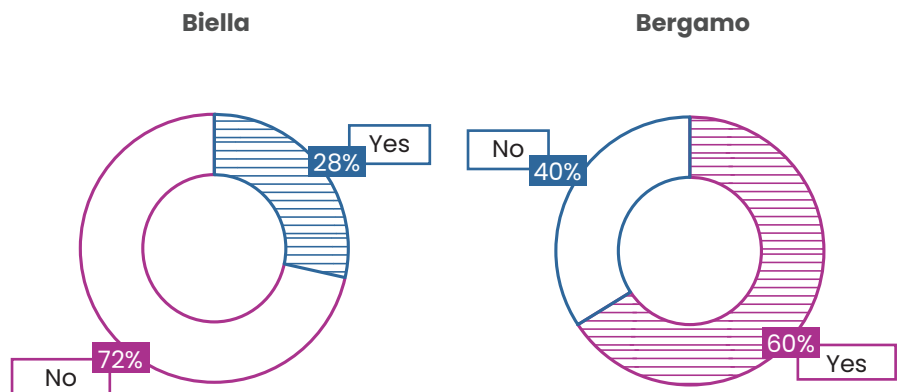 Biella
Yes
28%
72%
No
Bergamo
No
40%
60%
Yes